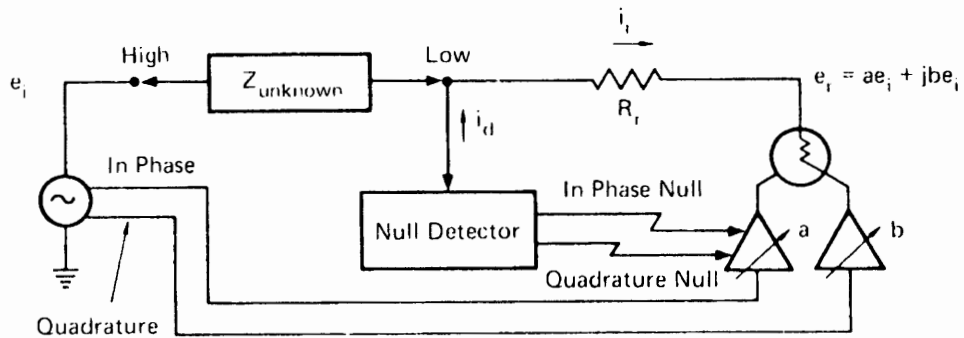 High
Low
i_r
e_i
Z_unknown
e_r = ae_i + jbe_i
R_r
i_d
In Phase
In Phase Null
Null Detector
a
b
Quadrature Null
Quadrature